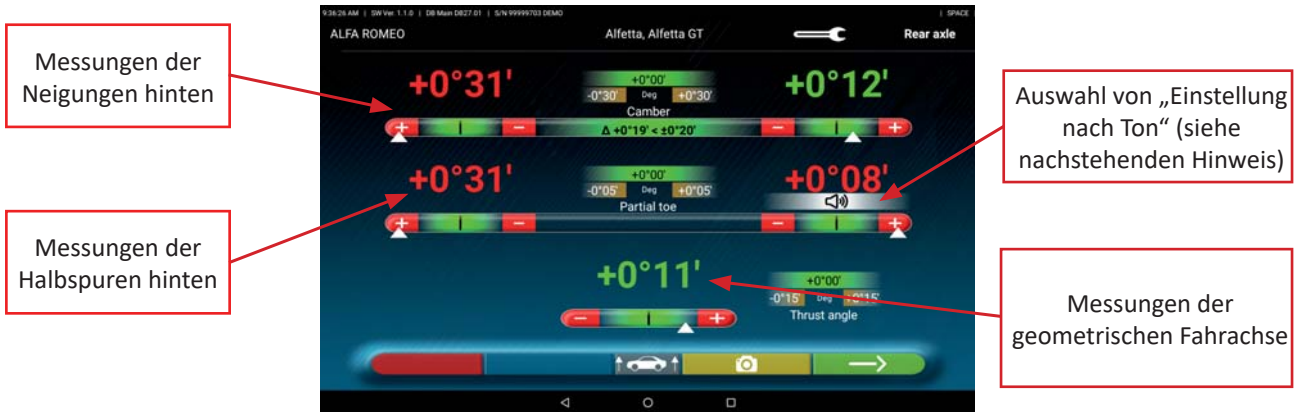 9:36:26 AM | SW Ver. 1.1.0 | DB Main DB27.01 | S/N 99999703 DEMO | SPACE
ALFA ROMEO Alfetta, Alfetta GT Rear axle
Messungen der
Neigungen hinten
+0°31' +0°00' +0°12'
-0°30' Deg +0°30'
Camber
+ - Δ +0°19' < ±0°20' - +
Auswahl von „Einstellung
nach Ton“ (siehe
nachstehenden Hinweis)
Messungen der
Halbspuren hinten
+0°31' +0°00' +0°08'
-0°05' Deg +0°05'
Partial toe
+ - - +
+0°11' +0°00'
-0°15' Deg +0°15'
Thrust angle
- +
Messungen der
geometrischen Fahrachse